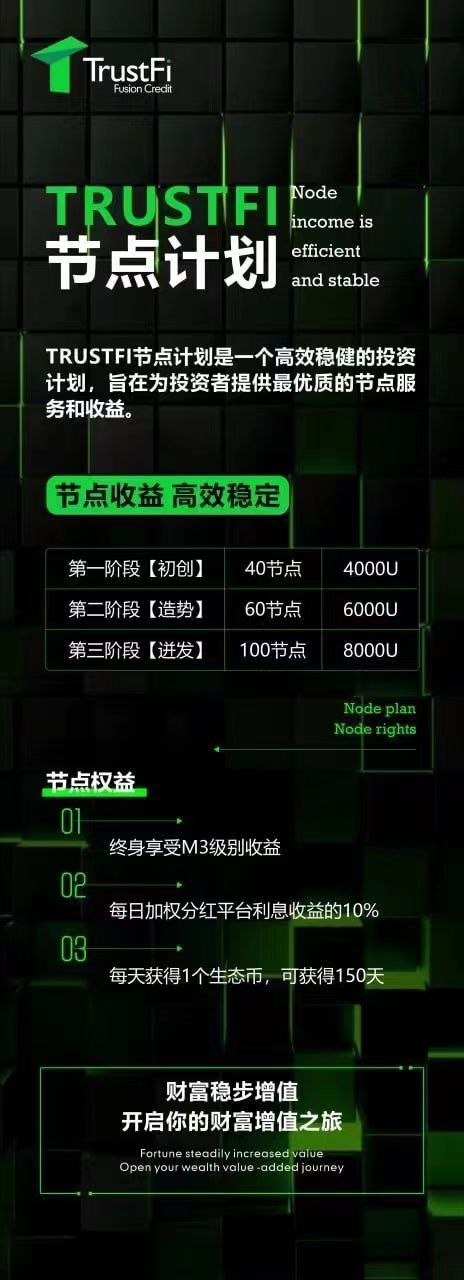 TrustFi
Fusion Credit
TRUSTFI
节点计划
Node
income is
efficient
and stable
TRUSTFI节点计划是一个高效稳健的投资
计划，旨在为投资者提供最优质的节点服
务和收益。
节点收益 高效稳定
第一阶段【初创】 40节点 4000U
第二阶段【造势】 60节点 6000U
第三阶段【迸发】 100节点 8000U
Node plan
Node rights
节点权益
01
终身享受M3级别收益
02
每日加权分红平台利息收益的10%
03
每天获得1个生态币，可获得150天
财富稳步增值
开启你的财富增值之旅
Fortune steadily increased value
Open your wealth value -added journey